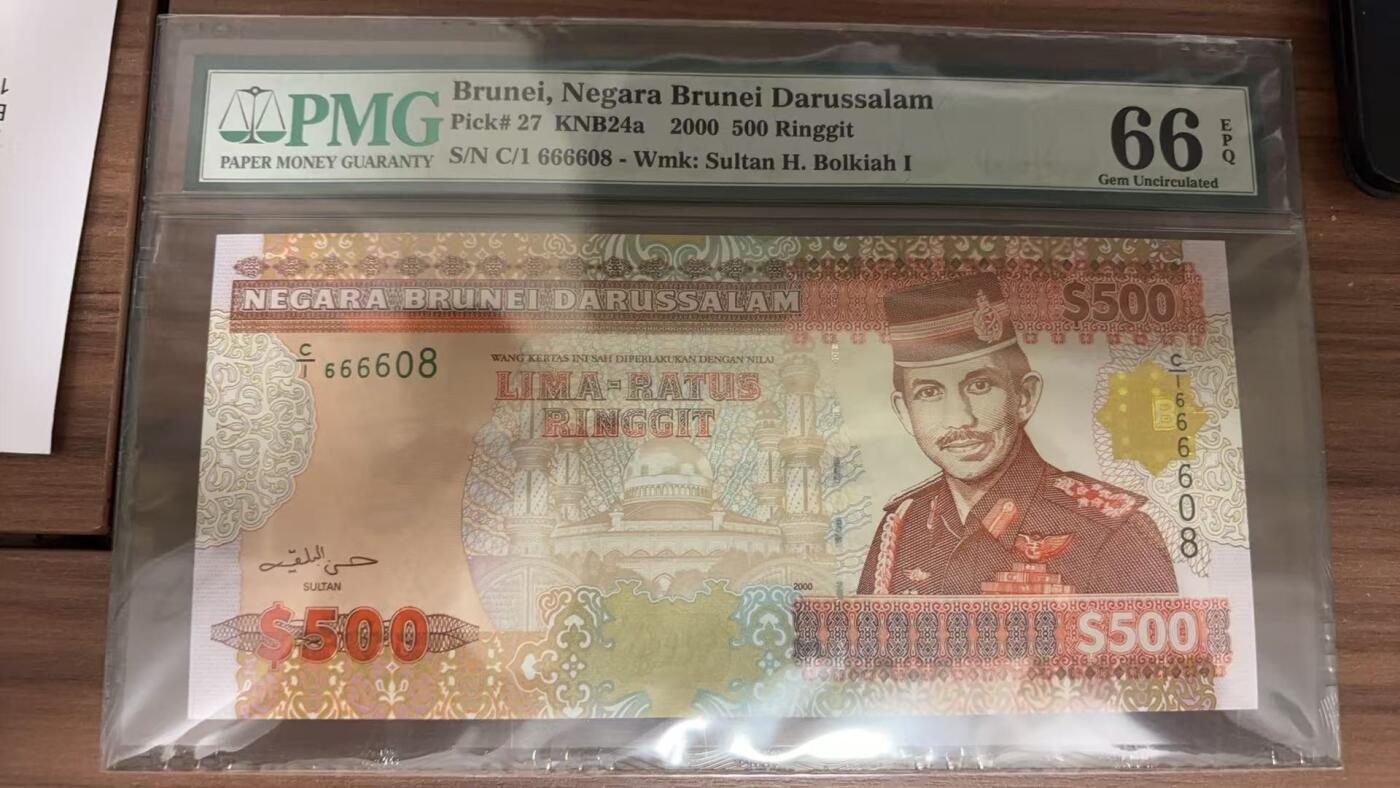 PMG
PAPER MONEY GUARANTY
Brunei, Negara Brunei Darussalam
Pick# 27 KNB24a 2000 500 Ringgit
S/N C/1 666608 - Wmk: Sultan H. Bolkiah I
66
EPQ
Gem Uncirculated
NEGARA BRUNEI DARUSSALAM
$500
C/1 666608
WANG KERTAS INI SAH DIPERLAKUKAN DENGAN NILAI
LIMA-RATUS
RINGGIT
C/1 666608
B
SULTAN
2000
$500
$500